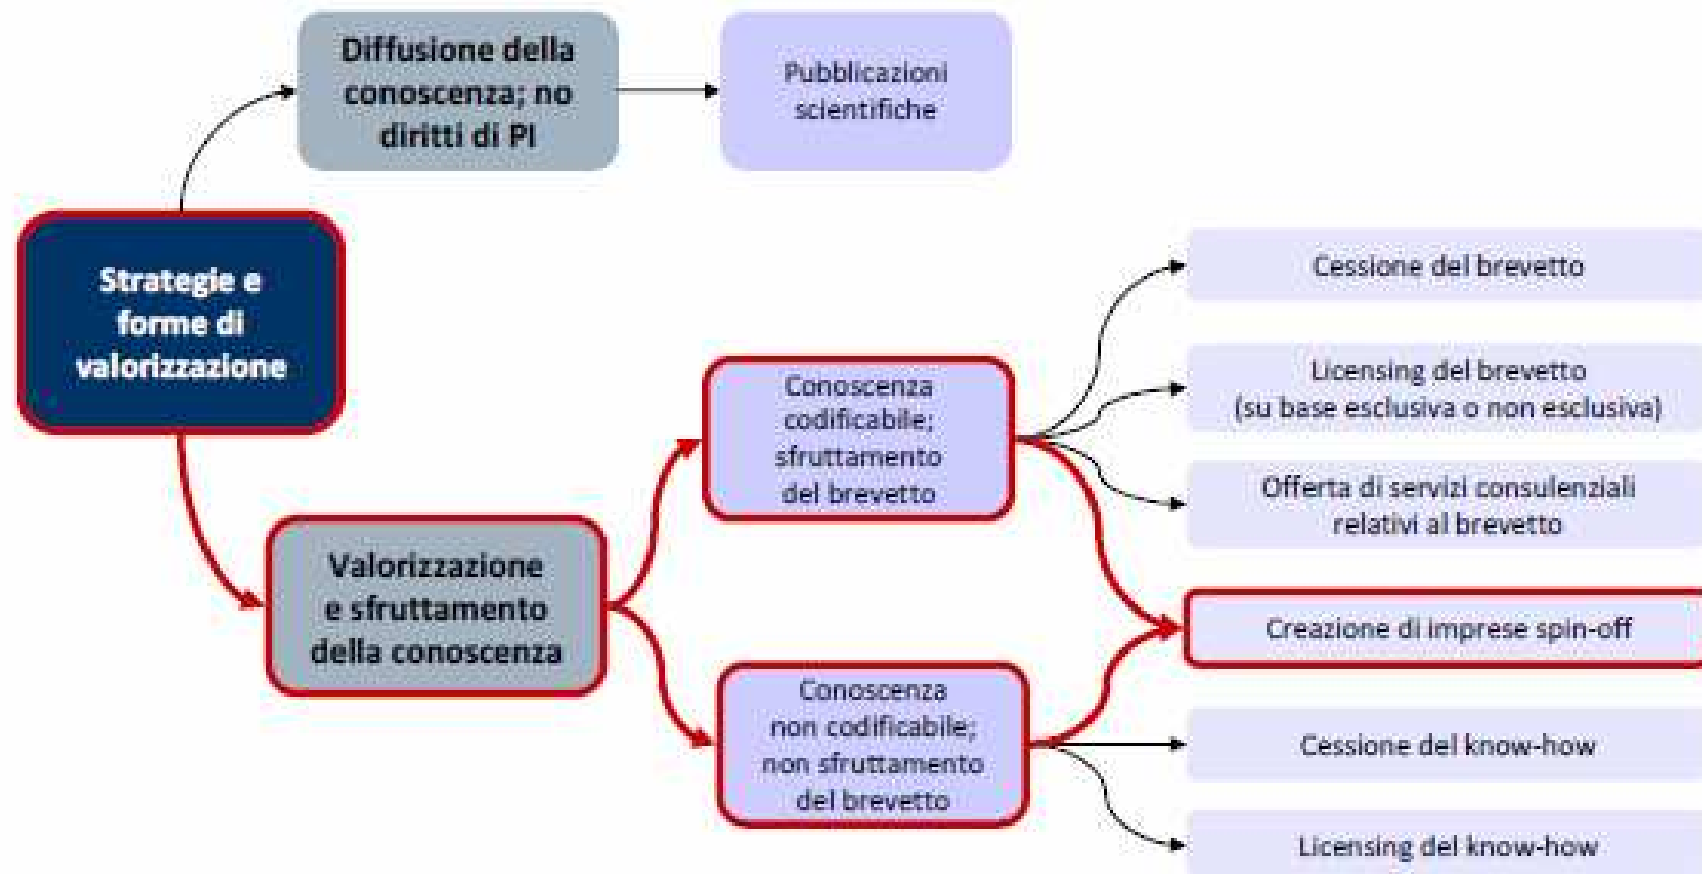 Diffusione della
conoscenza; no
diritti di PI
Pubblicazioni
scientifiche
Strategie e
forme di
valorizzazione
Valorizzazione
e sfruttamento
della conoscenza
Conoscenza
codificabile;
sfruttamento
del brevetto
Conoscenza
non codificabile;
non sfruttamento
del brevetto
Cessione del brevetto
Licensing del brevetto
(su base esclusiva o non esclusiva)
Offerta di servizi consulenziali
relativi al brevetto
Creazione di imprese spin-off
Cessione del know-how
Licensing del know-how